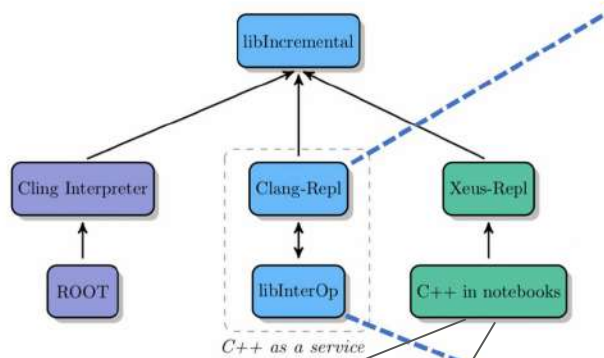 libIncremental
Cling Interpreter
Clang-Repl
Xeus-Repl
ROOT
libInterOp
C++ in notebooks
C++ as a service